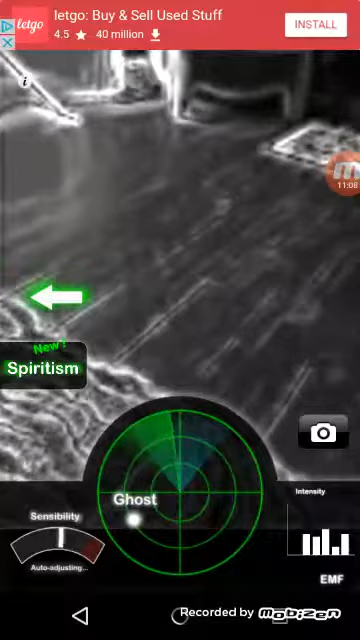 letgo
letgo: Buy & Sell Used Stuff
4.5 ★ 40 million
INSTALL
i
11:08
New!
Spiritism
Ghost
Intensity
Sensibility
Auto-adjusting...
EMF
Recorded by mobizen